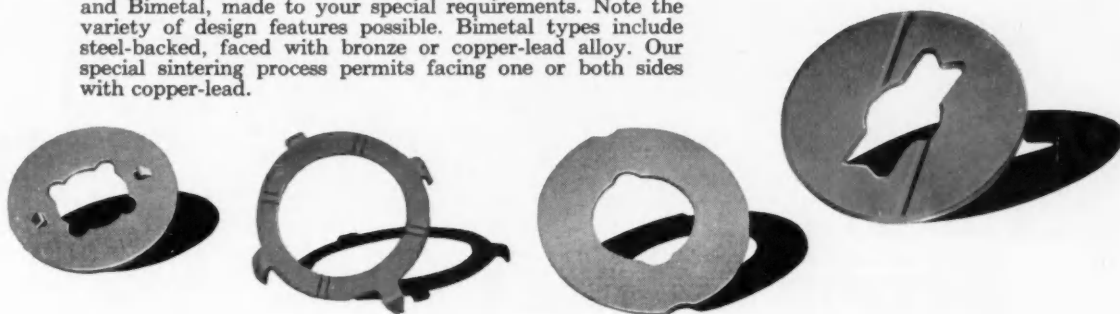 and Bimetal, made to your special requirements. Note the
variety of design features possible. Bimetal types include
steel-backed, faced with bronze or copper-lead alloy. Our
special sintering process permits facing one or both sides
with copper-lead.